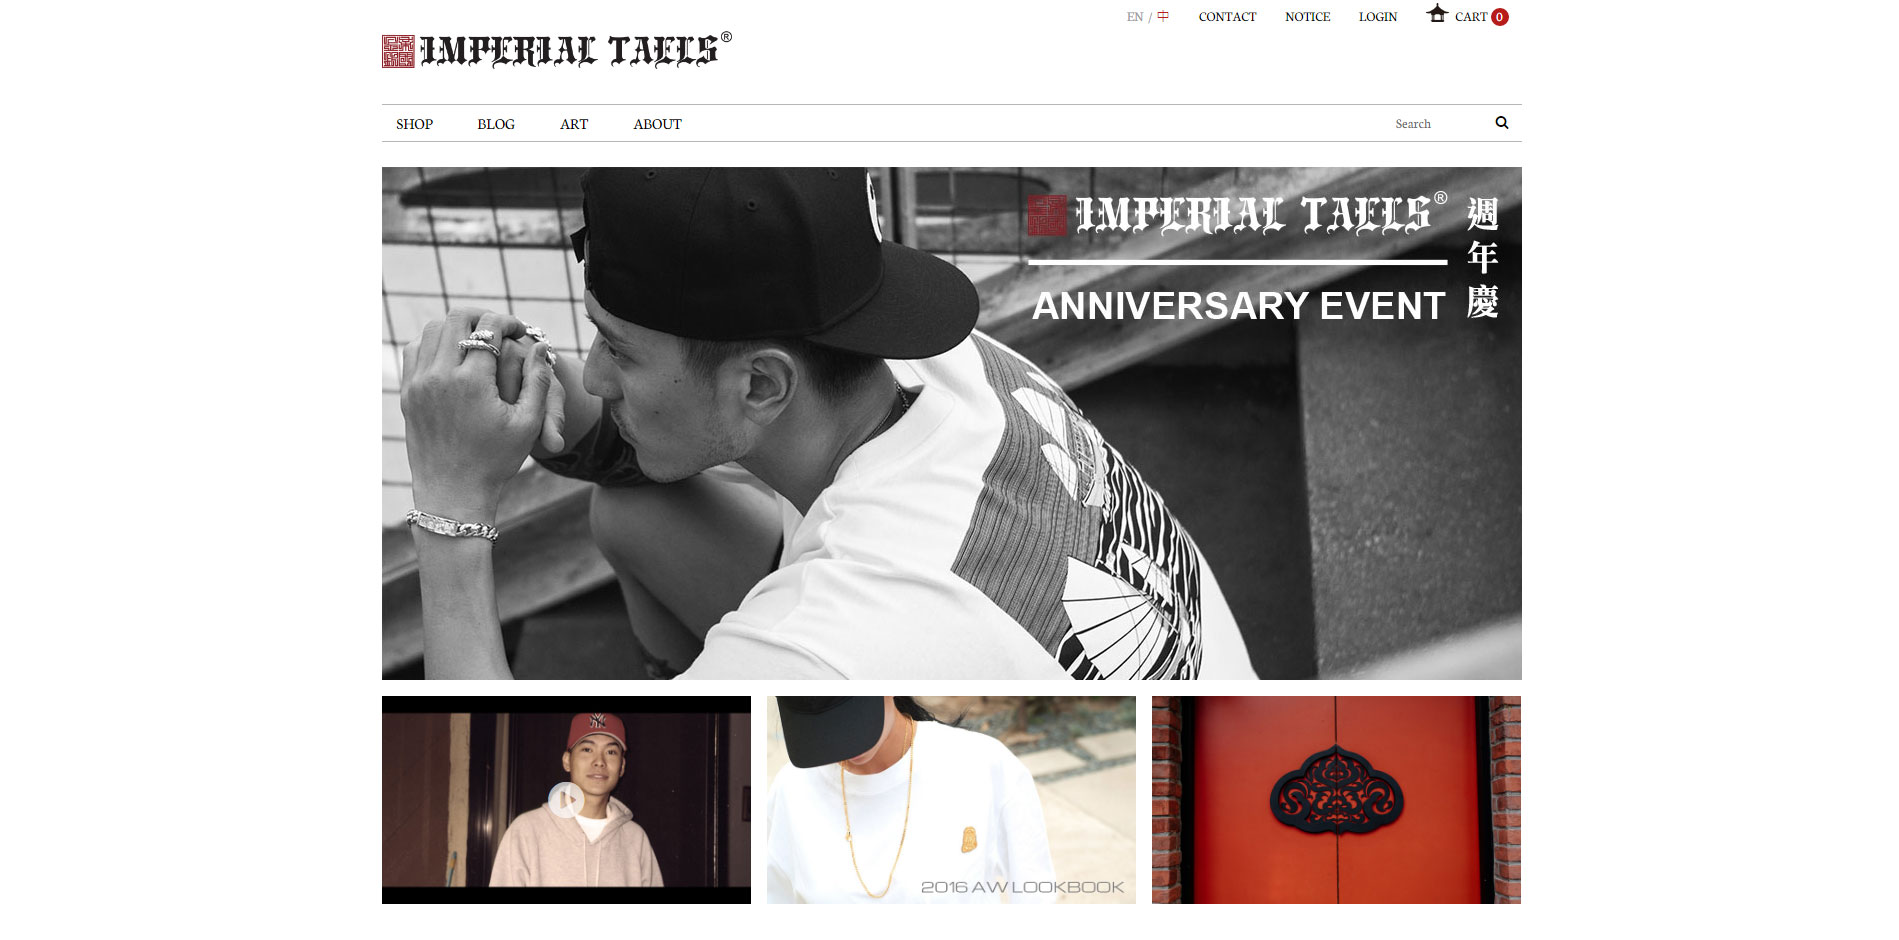 EN / 中 CONTACT NOTICE LOGIN CART 0
IMPERIAL TAELS®
SHOP BLOG ART ABOUT Search
IMPERIAL TAELS®
ANNIVERSARY EVENT
週年慶
NY
2016 AW LOOKBOOK